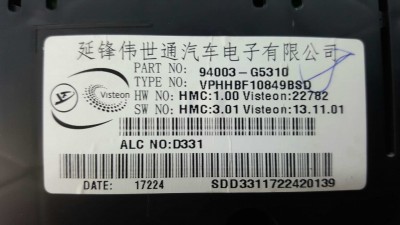 延锋伟世通汽车电子有限公司
PART NO: 94003-G5310
TYPE NO: VPHHBF10849BSD
HW NO: HMC:1.00 Visteon:22782
SW NO: HMC:3.01 Visteon:13.11.01
Visteon
ALC NO:D331
DATE: 17224 SDD3311722420139